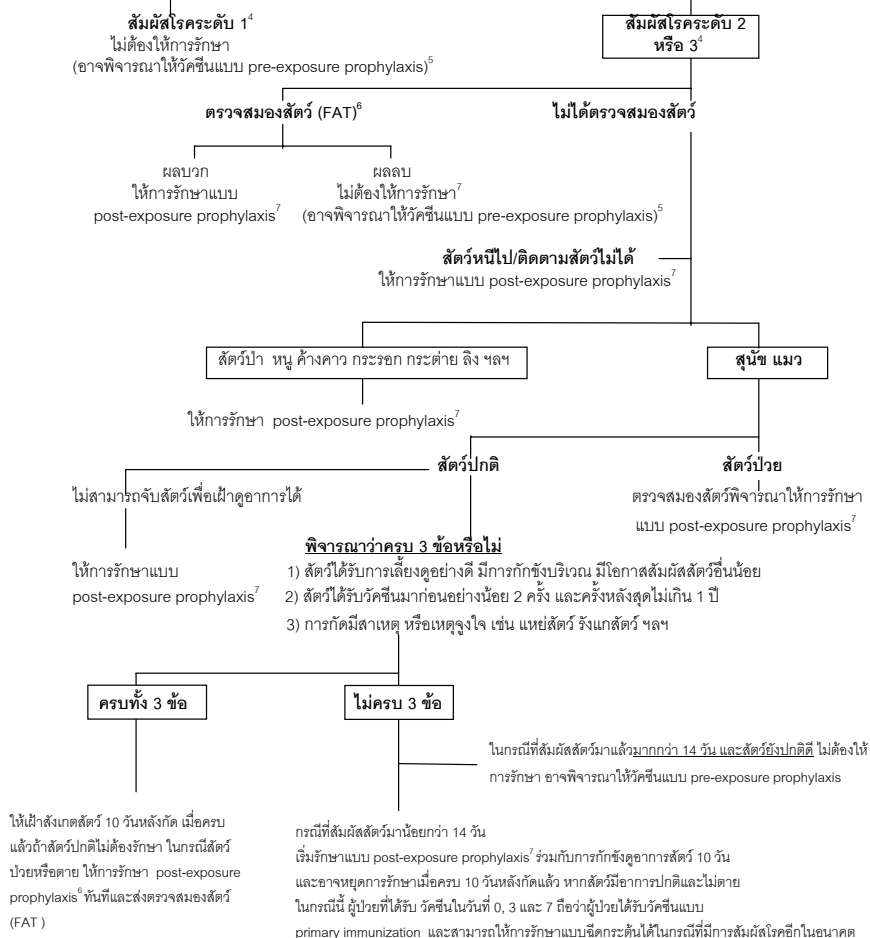 สัมผัสโรคระดับ 1⁴
ไม่ต้องให้การรักษา
(อาจพิจารณาให้วัคซีนแบบ pre-exposure prophylaxis)⁵
สัมผัสโรคระดับ 2
หรือ 3⁴
ตรวจสมองสัตว์ (FAT)⁶
ไม่ได้ตรวจสมองสัตว์
ผลบวก
ให้การรักษาแบบ
post-exposure prophylaxis⁷
ผลลบ
ไม่ต้องให้การรักษา⁷
(อาจพิจารณาให้วัคซีนแบบ pre-exposure prophylaxis)⁵
สัตว์หนีไป/ติดตามสัตว์ไม่ได้
ให้การรักษาแบบ post-exposure prophylaxis⁷
สัตว์ป่า หนู ค้างคาว กระรอก กระต่าย ลิง ฯลฯ
สุนัข แมว
ให้การรักษา post-exposure prophylaxis⁷
สัตว์ปกติ
สัตว์ป่วย
ไม่สามารถจับสัตว์เพื่อเฝ้าดูอาการได้
ตรวจสมองสัตว์พิจารณาให้การรักษา
แบบ post-exposure prophylaxis⁷
ให้การรักษาแบบ
post-exposure prophylaxis⁷
พิจารณาว่าครบ 3 ข้อหรือไม่
1) สัตว์ได้รับการเลี้ยงดูอย่างดี มีการกักขังบริเวณ มีโอกาสสัมผัสสัตว์อื่นน้อย
2) สัตว์ได้รับวัคซีนมาก่อนอย่างน้อย 2 ครั้ง และครั้งหลังสุดไม่เกิน 1 ปี
3) การกัดมีสาเหตุ หรือเหตุจูงใจ เช่น แหย่สัตว์ รังแกสัตว์ ฯลฯ
ครบทั้ง 3 ข้อ
ไม่ครบ 3 ข้อ
ในกรณีที่สัมผัสสัตว์มาแล้วมากกว่า 14 วัน และสัตว์ยังปกติดี ไม่ต้องให้
การรักษา อาจพิจารณาให้วัคซีนแบบ pre-exposure prophylaxis
ให้เฝ้าสังเกตสัตว์ 10 วันหลังกัด เมื่อครบ
แล้วถ้าสัตว์ปกติไม่ต้องรักษา ในกรณีสัตว์
ป่วยหรือตาย ให้การรักษา post-exposure
prophylaxis⁶ ทันทีและส่งตรวจสมองสัตว์
(FAT )
กรณีที่สัมผัสสัตว์มาน้อยกว่า 14 วัน
เริ่มรักษาแบบ post-exposure prophylaxis⁷ ร่วมกับการกักขังดูอาการสัตว์ 10 วัน
และอาจหยุดการรักษาเมื่อครบ 10 วันหลังกัดแล้ว หากสัตว์มีอาการปกติและไม่ตาย
ในกรณีนี้ ผู้ป่วยที่ได้รับ วัคซีนในวันที่ 0, 3 และ 7 ถือว่าผู้ป่วยได้รับวัคซีนแบบ
primary immunization และสามารถให้การรักษาแบบฉีดกระตุ้นได้ในกรณีที่มีการสัมผัสโรคอีกในอนาคต